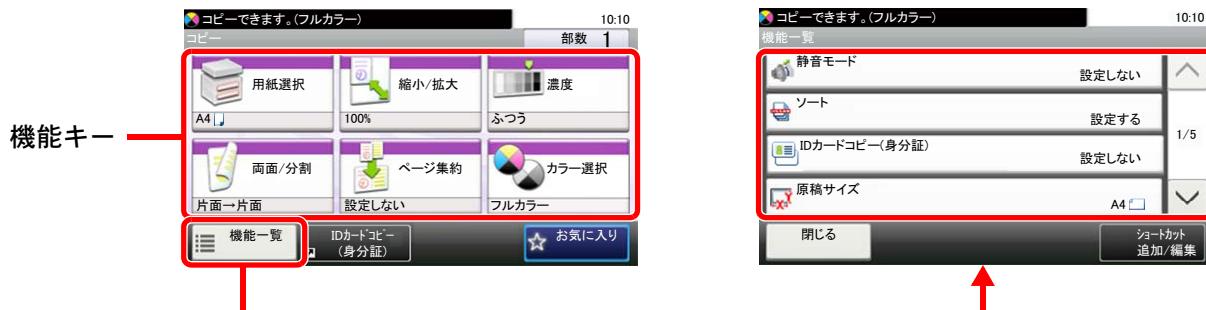 機能キー
コピーできます。(フルカラー)
10:10
コピー
部数 1
用紙選択
A4
縮小/拡大
100%
濃度
ふつう
両面/分割
片面→片面
ページ集約
設定しない
カラー選択
フルカラー
機能一覧
IDカードコピー
(身分証)
お気に入り
コピーできます。(フルカラー)
10:10
機能一覧
静音モード
設定しない
ソート
設定する
IDカードコピー(身分証)
設定しない
原稿サイズ
A4
1/5
閉じる
ショートカット
追加/編集